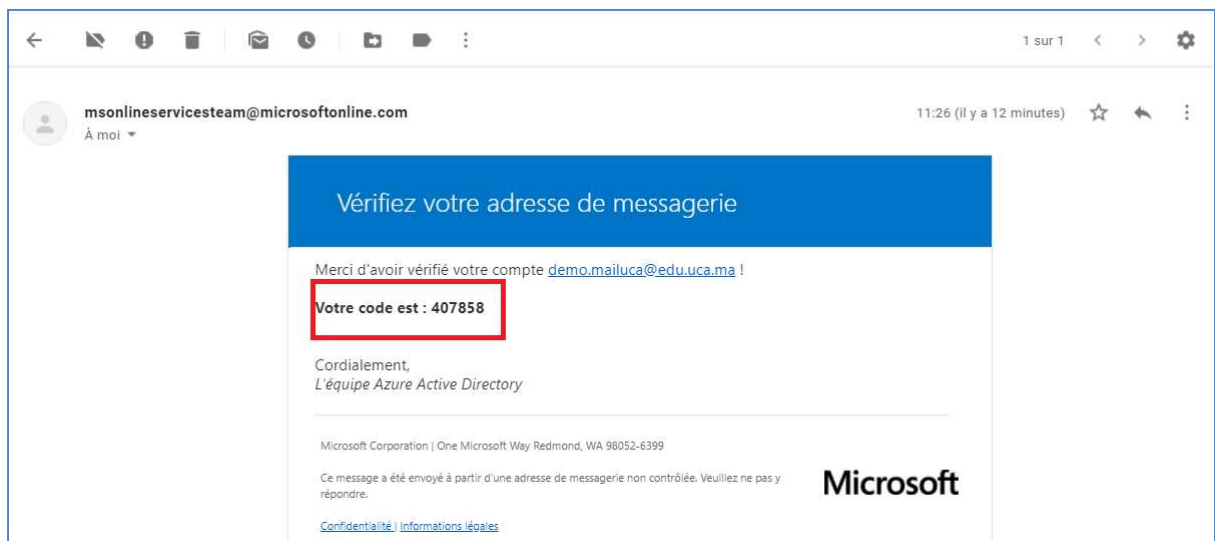 1 sur 1
msonlineservicesteam@microsoftonline.com
11:26 (il y a 12 minutes)
À moi
Vérifiez votre adresse de messagerie
Merci d'avoir vérifié votre compte demo.mailuca@edu.uca.ma !
Votre code est : 407858
Cordialement,
L'équipe Azure Active Directory
Microsoft Corporation | One Microsoft Way Redmond, WA 98052-6399
Ce message a été envoyé à partir d'une adresse de messagerie non contrôlée. Veuillez ne pas y
répondre.
Microsoft
Confidentialité | Informations légales